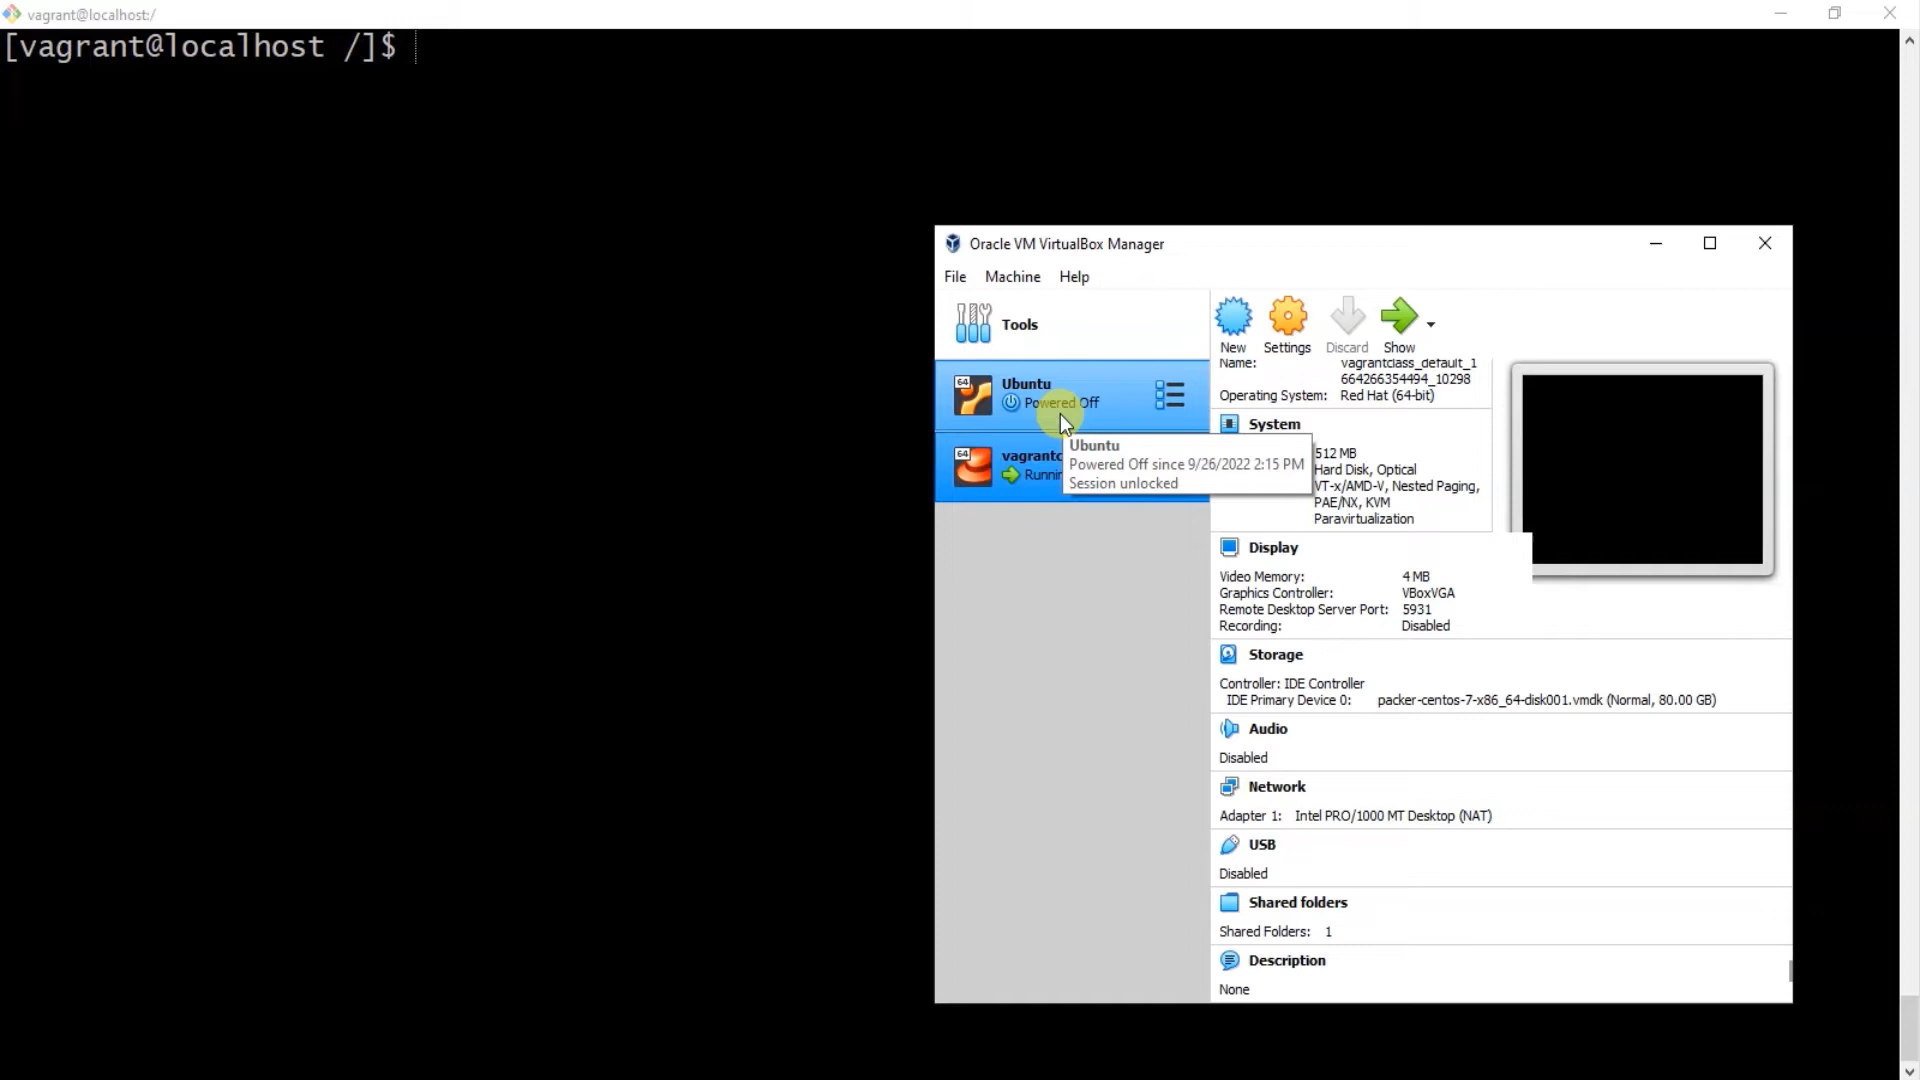 vagrant@localhost:/
[vagrant@localhost /]$
Oracle VM VirtualBox Manager
File Machine Help
Tools
New Settings Discard Show
64 Ubuntu
Powered Off
64 vagrantc
Runnin
Ubuntu
Powered Off since 9/26/2022 2:15 PM
Session unlocked
Name: vagrantclass_default_1
664266354494_10298
Operating System: Red Hat (64-bit)
System
512 MB
Hard Disk, Optical
VT-x/AMD-V, Nested Paging,
PAE/NX, KVM
Paravirtualization
Display
Video Memory: 4 MB
Graphics Controller: VBoxVGA
Remote Desktop Server Port: 5931
Recording: Disabled
Storage
Controller: IDE Controller
IDE Primary Device 0: packer-centos-7-x86_64-disk001.vmdk (Normal, 80.00 GB)
Audio
Disabled
Network
Adapter 1: Intel PRO/1000 MT Desktop (NAT)
USB
Disabled
Shared folders
Shared Folders: 1
Description
None